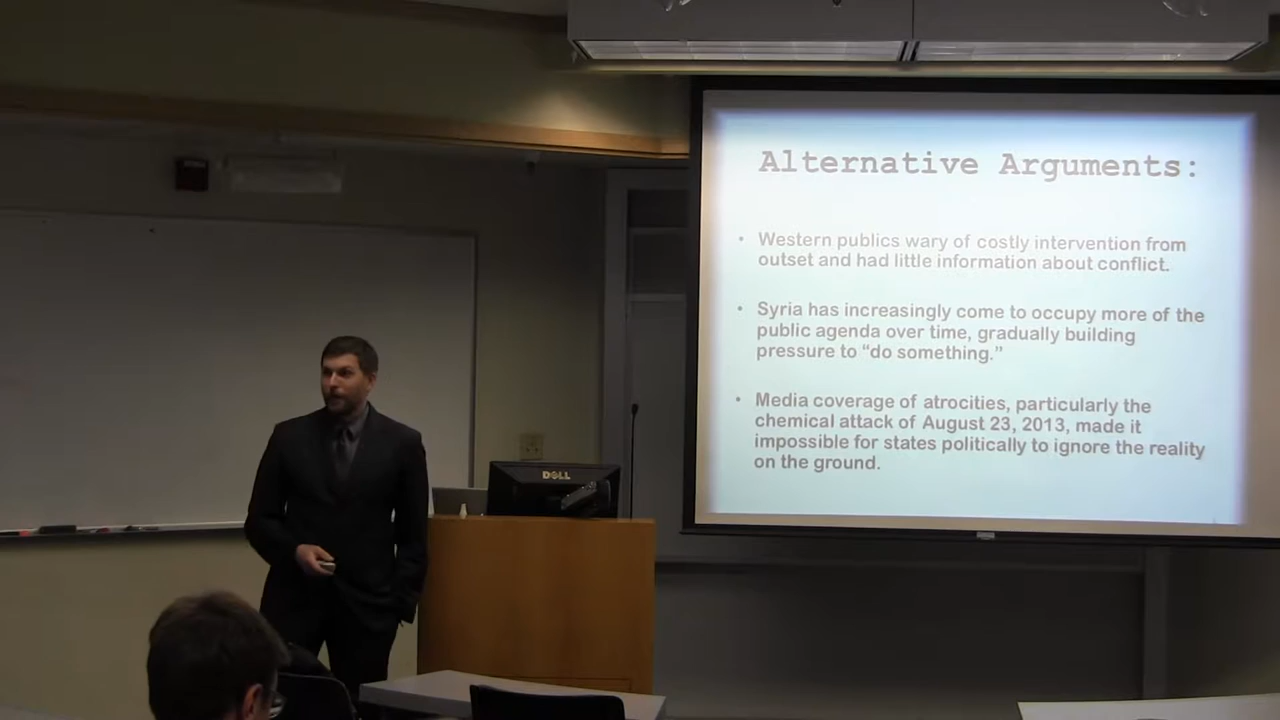 Alternative Arguments:
• Western publics wary of costly intervention from
outset and had little information about conflict.
• Syria has increasingly come to occupy more of the
public agenda over time, gradually building
pressure to “do something.”
• Media coverage of atrocities, particularly the
chemical attack of August 23, 2013, made it
impossible for states politically to ignore the reality
on the ground.
DELL